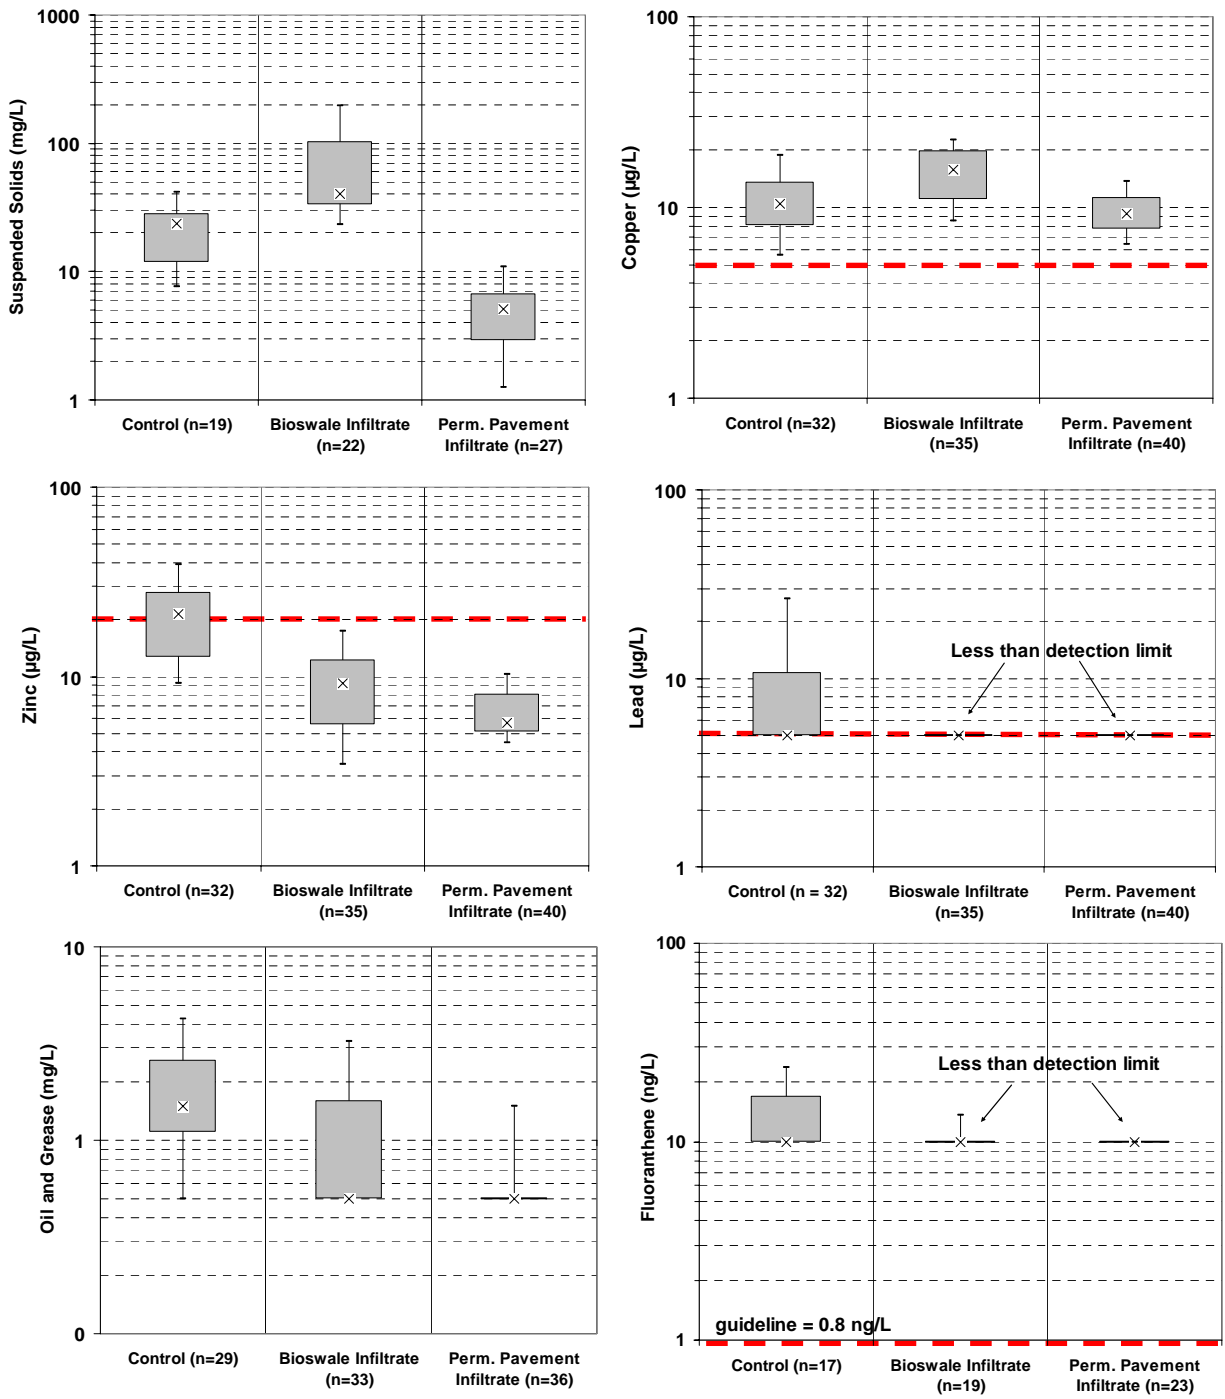 1000
100
10
1
Suspended Solids (mg/L)
Control (n=19)
Bioswale Infiltrate
(n=22)
Perm. Pavement
Infiltrate (n=27)
100
10
1
Copper (µg/L)
Control (n=32)
Bioswale Infiltrate
(n=35)
Perm. Pavement
Infiltrate (n=40)
100
10
1
Zinc (µg/L)
Control (n=32)
Bioswale Infiltrate
(n=35)
Perm. Pavement
Infiltrate (n=40)
100
10
1
Lead (µg/L)
Less than detection limit
Control (n = 32)
Bioswale Infiltrate
(n=35)
Perm. Pavement
Infiltrate (n=40)
10
1
0
Oil and Grease (mg/L)
Control (n=29)
Bioswale Infiltrate
(n=33)
Perm. Pavement
Infiltrate (n=36)
100
10
1
Fluoranthene (ng/L)
Less than detection limit
guideline = 0.8 ng/L
Control (n=17)
Bioswale Infiltrate
(n=19)
Perm. Pavement
Infiltrate (n=23)